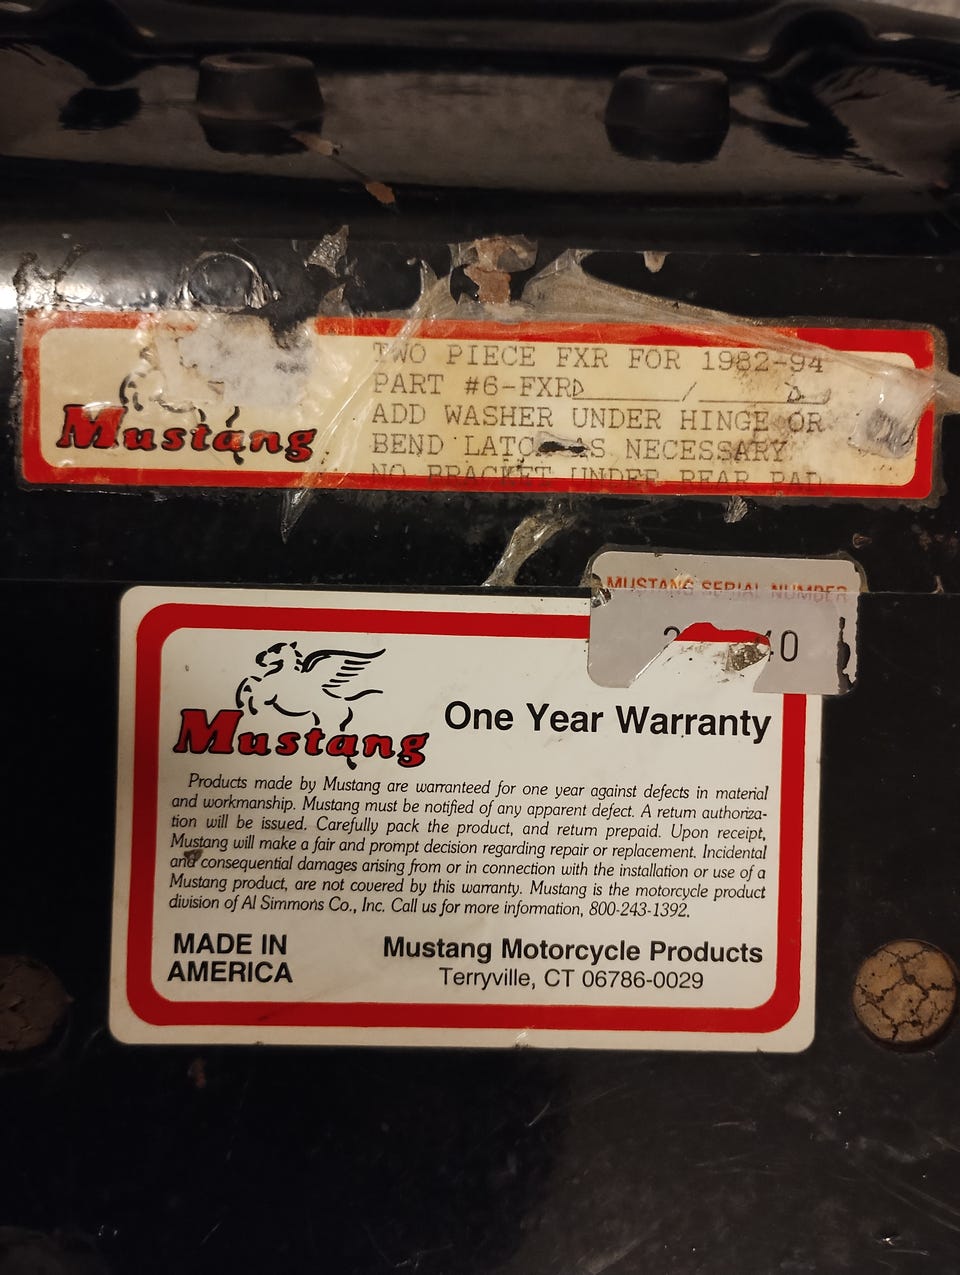 Mustang
TWO PIECE FXR FOR 1982-94
PART #6-FXRD / D
ADD WASHER UNDER HINGE OR
BEND AS NECESSARY
NO BRACKET UNDER REAR PAD
MUSTANG SERIAL NUMBER
Mustang
One Year Warranty
Products made by Mustang are warranteed for one year against defects in material
and workmanship. Mustang must be notified of any apparent defect. A return authoriza-
tion will be issued. Carefully pack the product, and return prepaid. Upon receipt,
Mustang will make a fair and prompt decision regarding repair or replacement. Incidental
and consequential damages arising from or in connection with the installation or use of a
Mustang product, are not covered by this warranty. Mustang is the motorcycle product
division of Al Simmons Co., Inc. Call us for more information, 800-243-1392.
MADE IN
AMERICA
Mustang Motorcycle Products
Terryville, CT 06786-0029